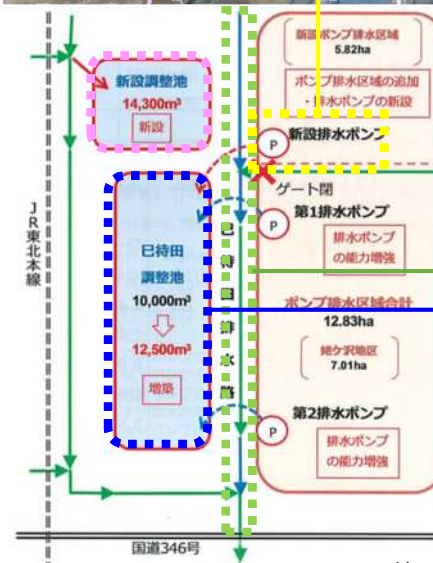 新設調整池
14,300m³
新設
新設ポンプ排水区域
5.82ha
ポンプ排水区域の追加
・排水ポンプの新設
P
新設排水ポンプ
ゲート閉
P
第1排水ポンプ
排水ポンプ
の能力増強
JR東北本線
巳待田
調整池
10,000m³
12,500m³
増築
巳待田排水路
ポンプ排水区域合計
12.83ha
鮱ケ沢地区
7.01ha
第2排水ポンプ
P
排水ポンプ
の能力増強
国道346号